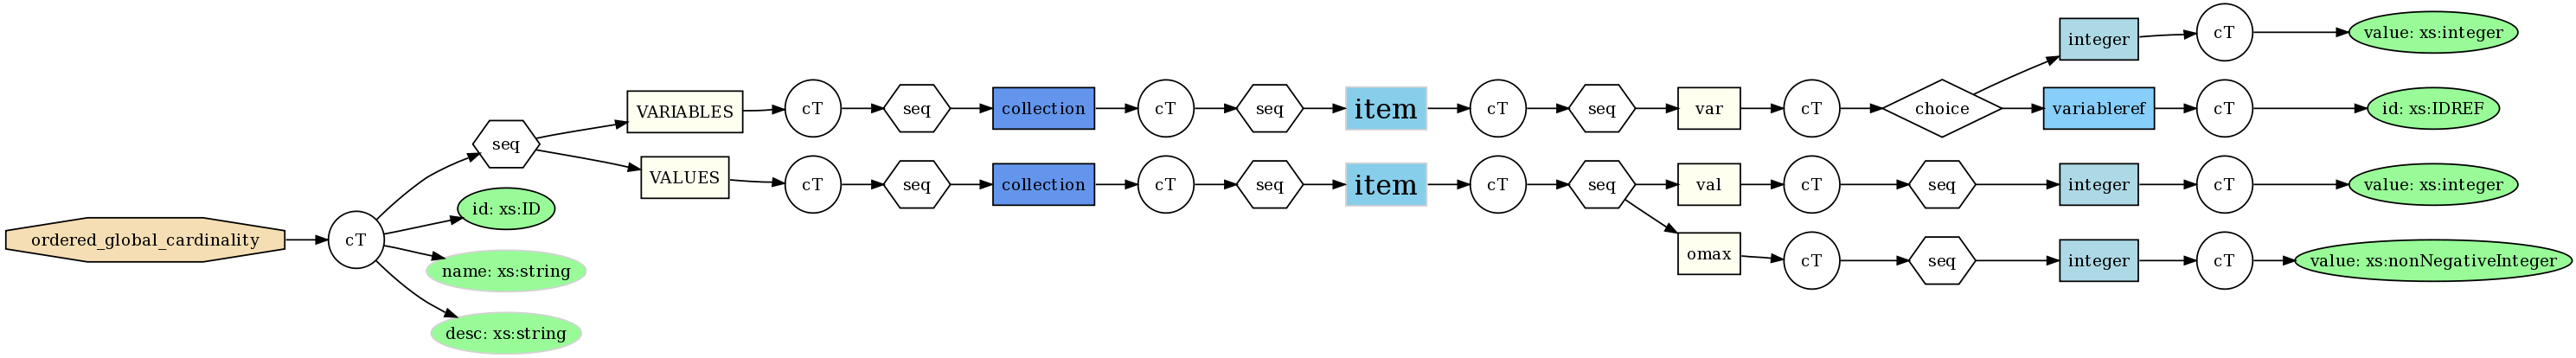 ordered_global_cardinality
cT
seq
VARIABLES
cT
seq
collection
cT
seq
item
cT
seq
var
cT
choice
integer
cT
value: xs:integer
variableref
cT
id: xs:IDREF
VALUES
cT
seq
collection
cT
seq
item
cT
seq
val
cT
seq
integer
cT
value: xs:integer
omax
cT
seq
integer
cT
value: xs:nonNegativeInteger
id: xs:ID
name: xs:string
desc: xs:string